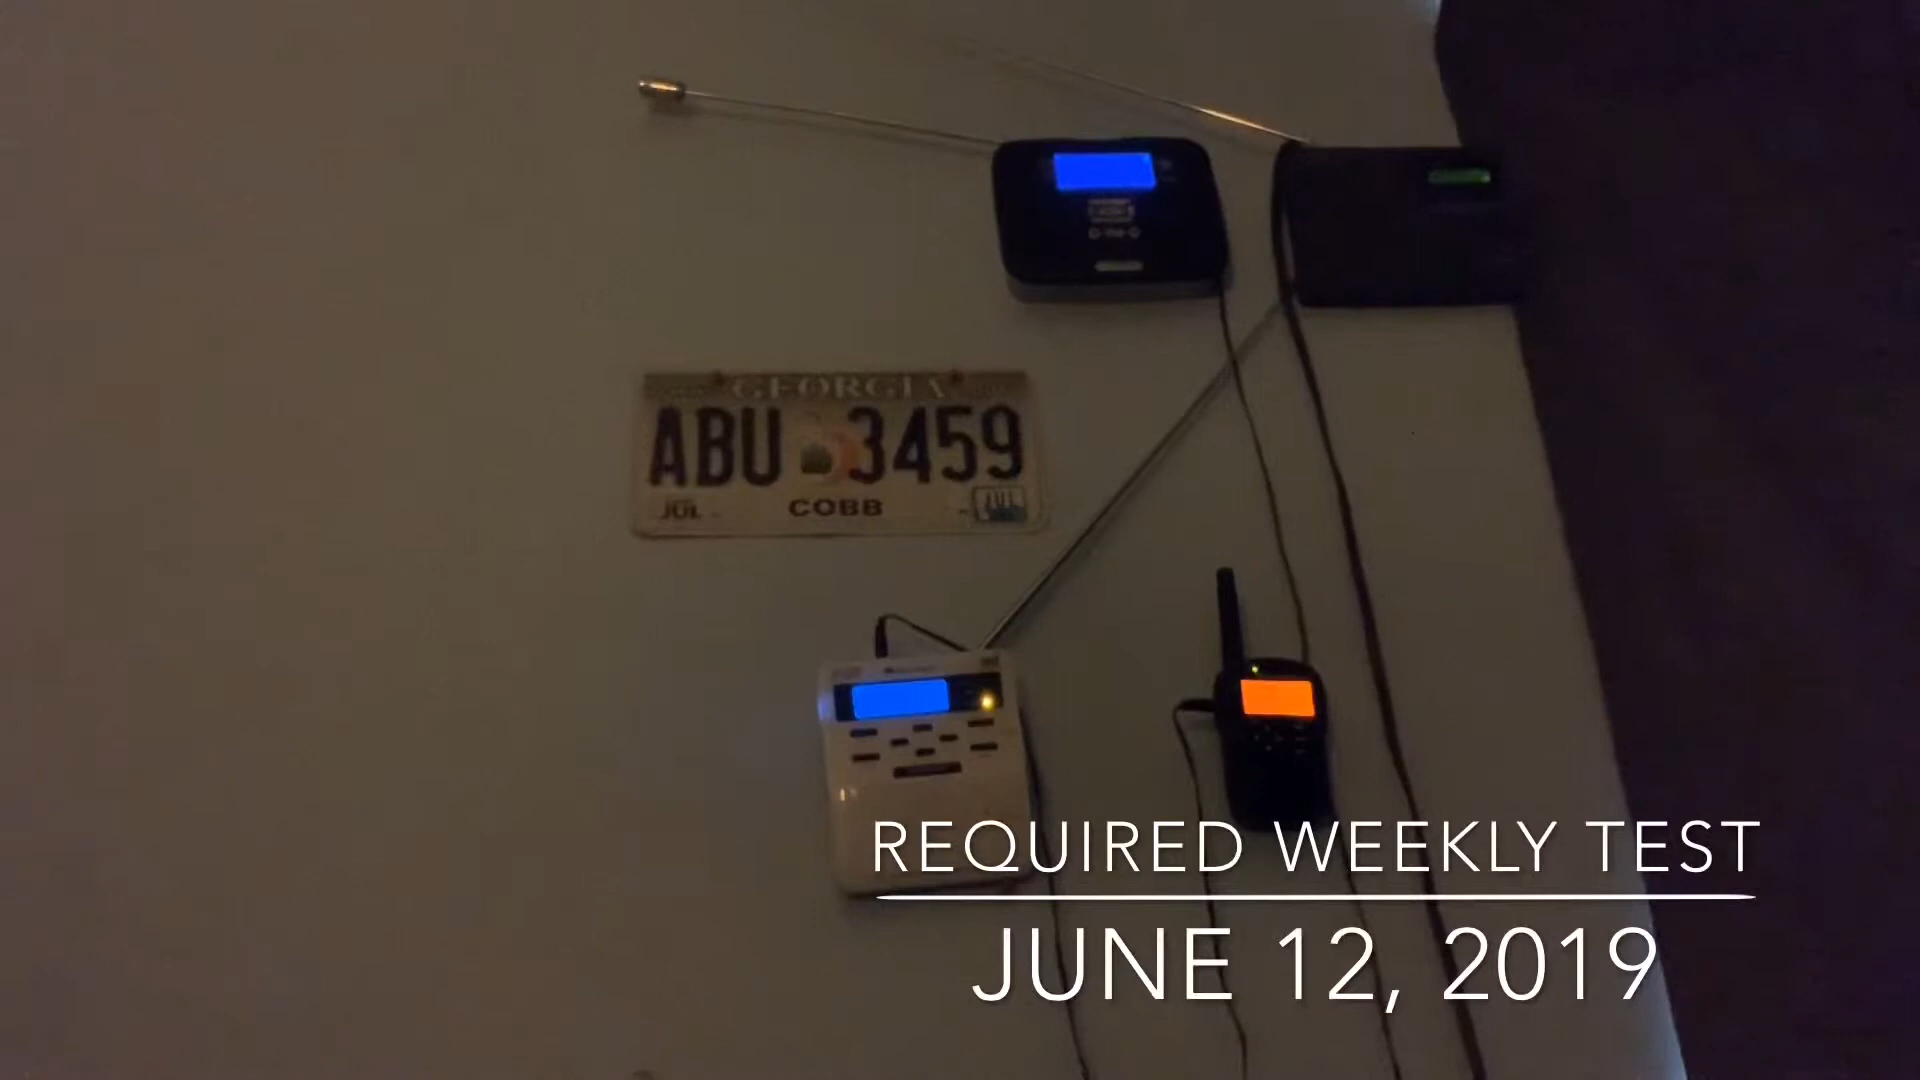 GEORGIA
ABU 3459
JUL COBB
REQUIRED WEEKLY TEST
JUNE 12, 2019